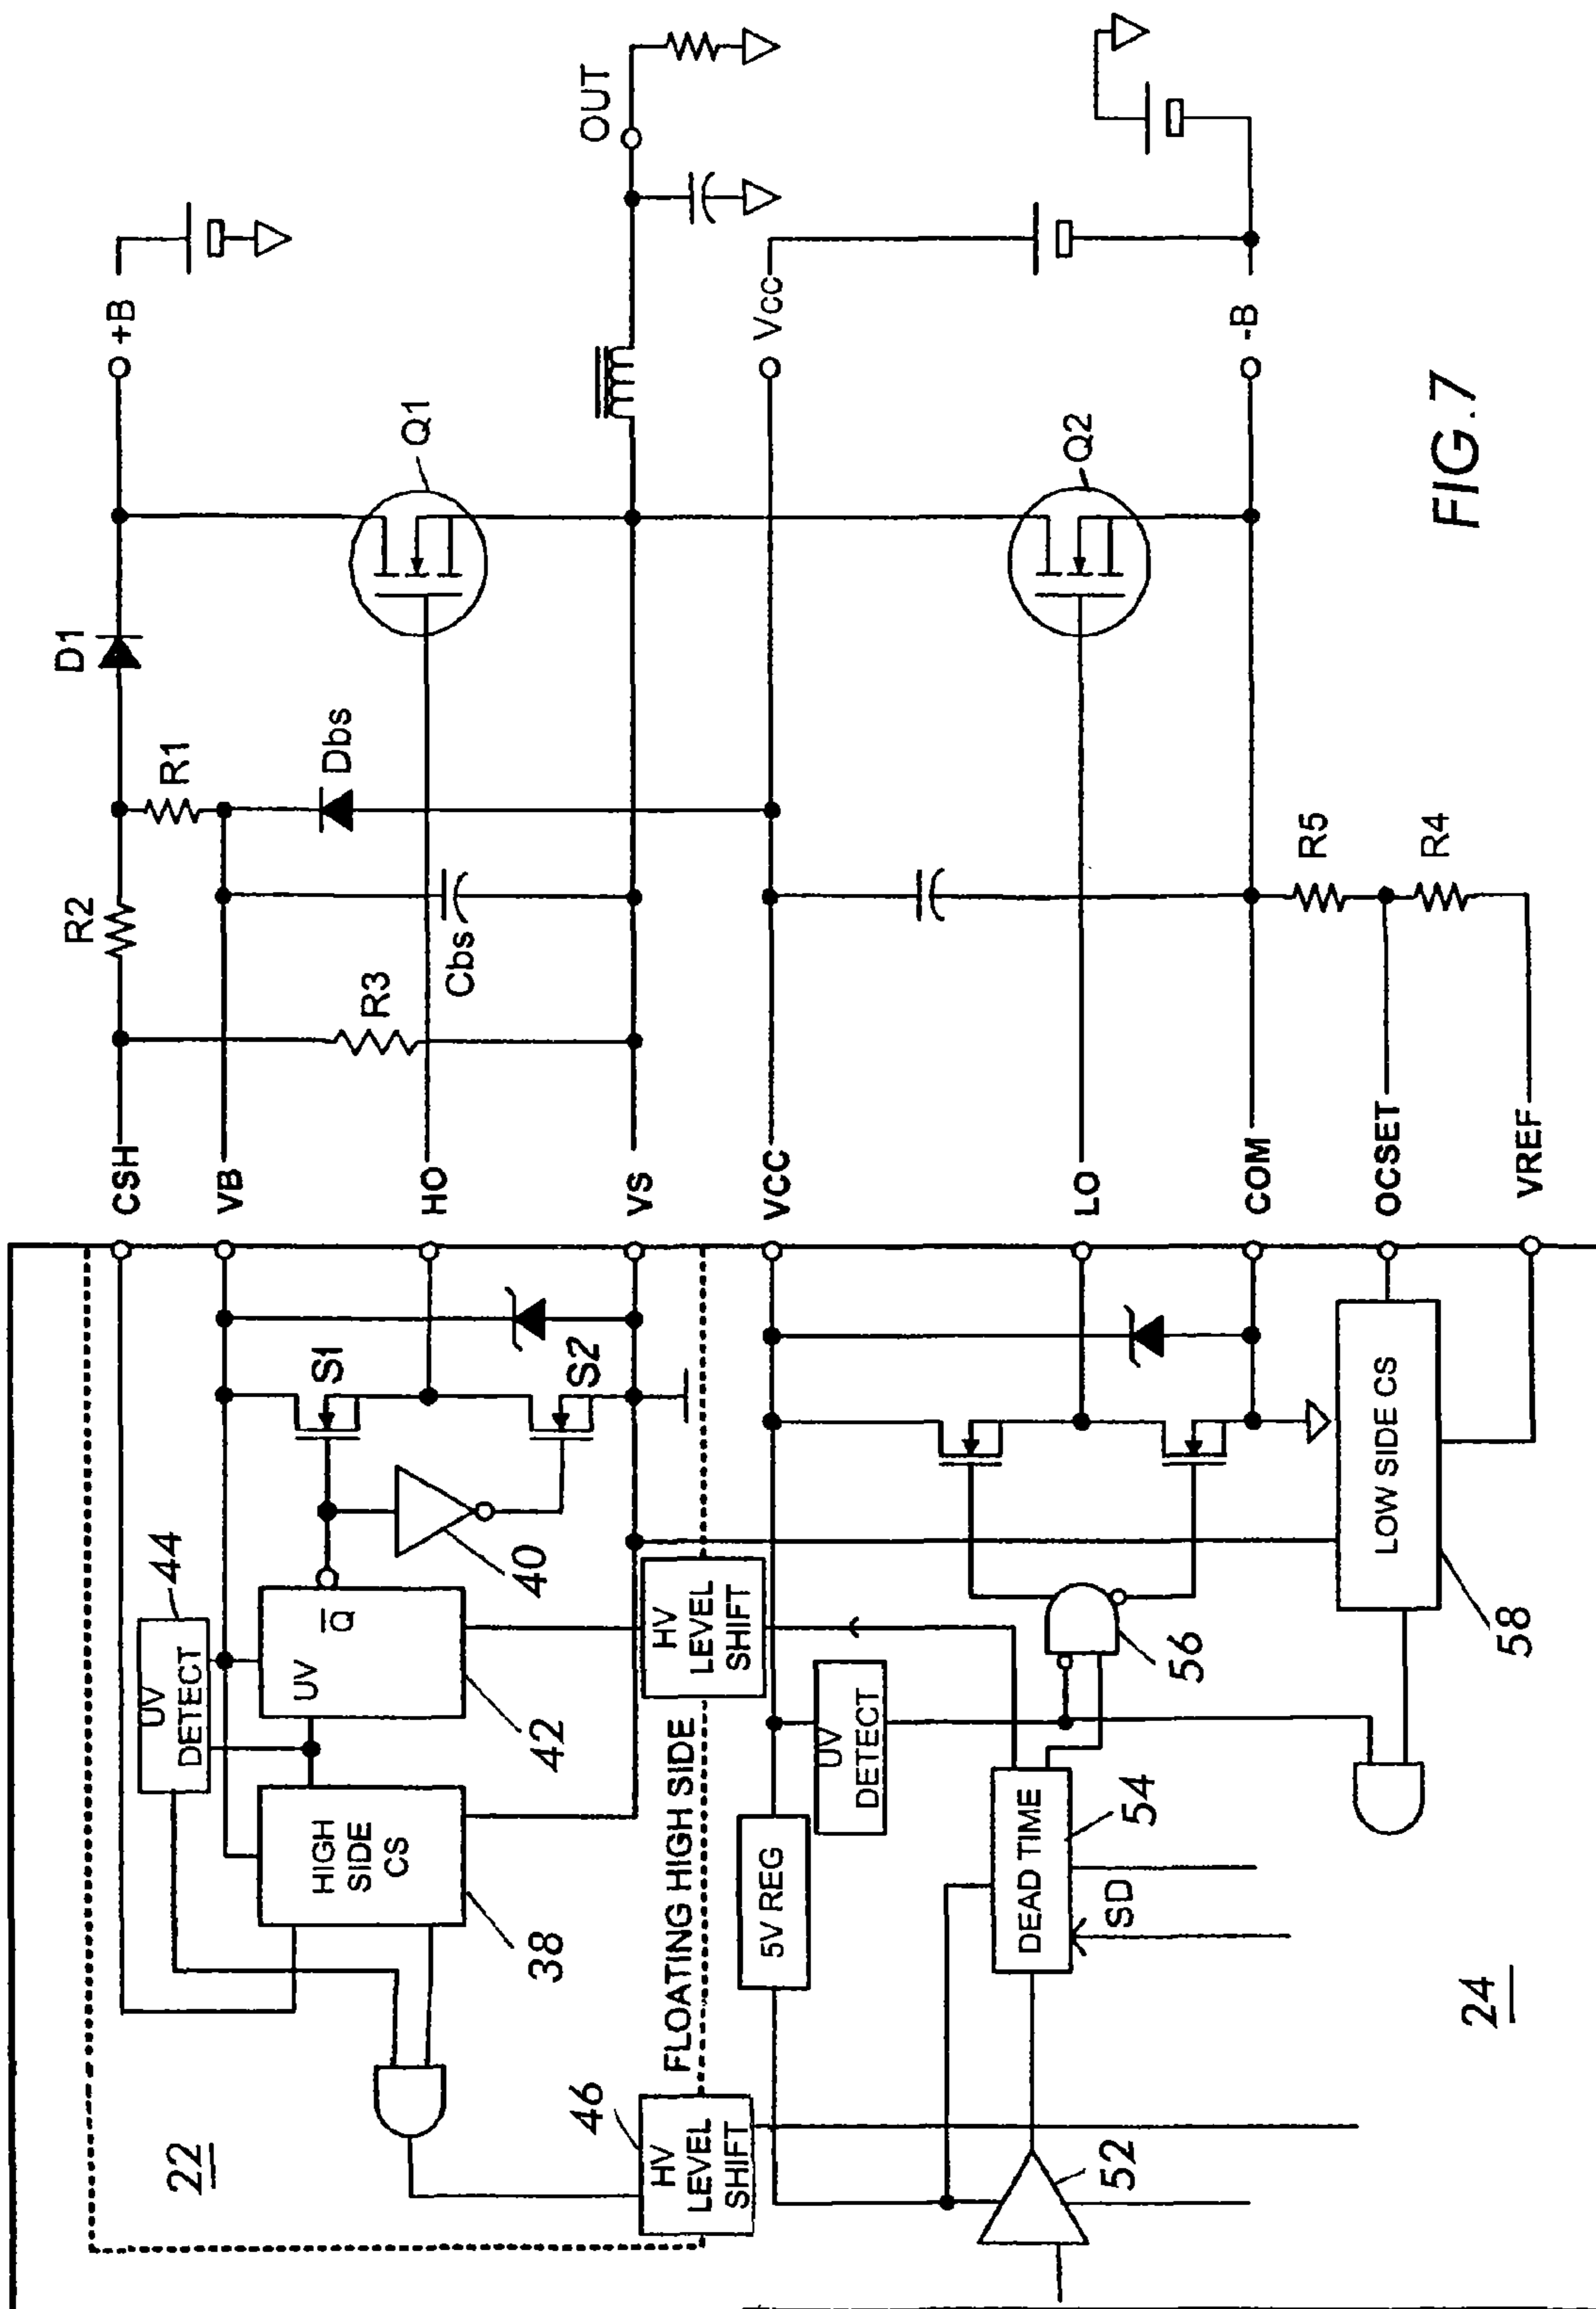 22
44
UV
DETECT
HIGH
SIDE
CS
38
UV
Q̅
42
40
S1
S2
46
HV
LEVEL
SHIFT
FLOATING HIGH SIDE
HV
LEVEL
SHIFT
5V REG
UV
DETECT
52
DEAD TIME
54
SD
56
LOW SIDE CS
58
24
CSH
VB
HO
VS
VCC
LO
COM
OCSET
VREF
R2
R1
D1
+B
R3
Cbs
Dbs
Q1
OUT
Vcc
Q2
-B
R5
R4
FIG.7